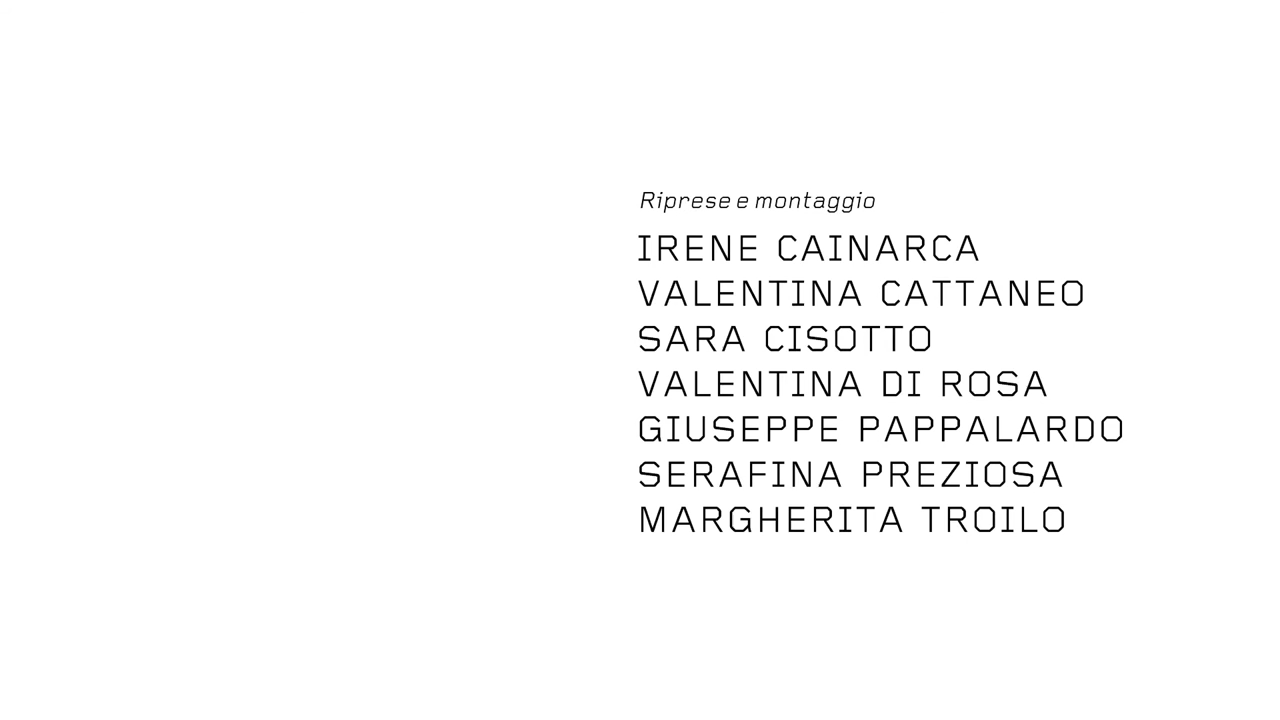 Riprese e montaggio
IRENE CAINARCA
VALENTINA CATTANEO
SARA CISOTTO
VALENTINA DI ROSA
GIUSEPPE PAPPALARDO
SERAFINA PREZIOSA
MARGHERITA TROILO